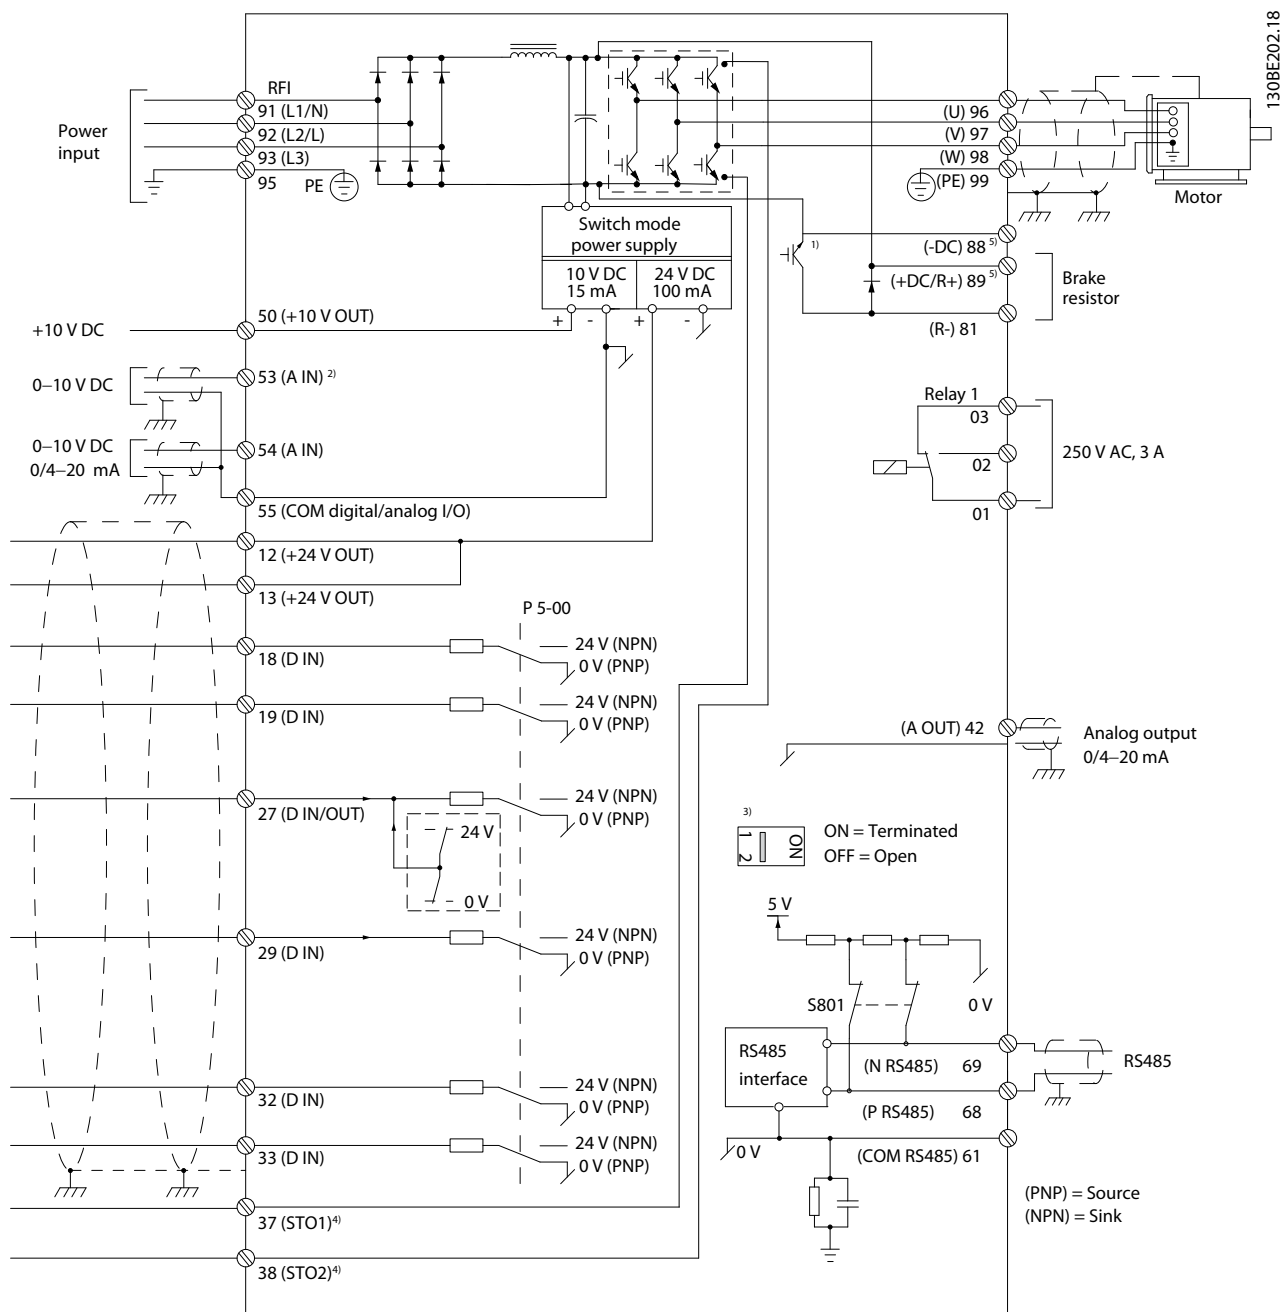 130BE202.18
Power
input
RFI
91 (L1/N)
92 (L2/L)
93 (L3)
95
PE
(U) 96
(V) 97
(W) 98
(PE) 99
Motor
Switch mode
power supply
10 V DC
15 mA
24 V DC
100 mA
+ - + -
1)
(-DC) 88 5)
(+DC/R+) 89 5)
(R-) 81
Brake
resistor
+10 V DC
50 (+10 V OUT)
0–10 V DC
53 (A IN) 2)
0–10 V DC
0/4–20 mA
54 (A IN)
55 (COM digital/analog I/O)
12 (+24 V OUT)
13 (+24 V OUT)
Relay 1
03
02
01
250 V AC, 3 A
P 5-00
18 (D IN)
24 V (NPN)
0 V (PNP)
19 (D IN)
24 V (NPN)
0 V (PNP)
27 (D IN/OUT)
24 V (NPN)
0 V (PNP)
24 V
0 V
29 (D IN)
24 V (NPN)
0 V (PNP)
32 (D IN)
24 V (NPN)
0 V (PNP)
33 (D IN)
24 V (NPN)
0 V (PNP)
37 (STO1) 4)
38 (STO2) 4)
(A OUT) 42
Analog output
0/4–20 mA
3)
1 2
ON
ON = Terminated
OFF = Open
5 V
S801
0 V
RS485
interface
(N RS485) 69
(P RS485) 68
RS485
0 V
(COM RS485) 61
(PNP) = Source
(NPN) = Sink